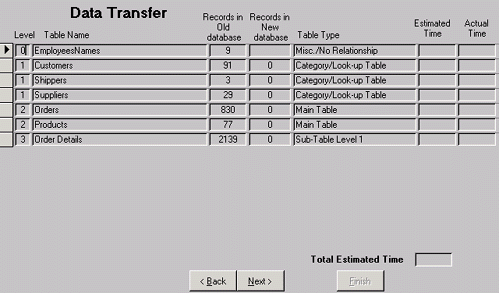 Data Transfer
Level Table Name Records in Old database Records in New database Table Type Estimated Time Actual Time
0 EmployeesNames 9 Misc./No Relationship
1 Customers 91 0 Category/Look-up Table
1 Shippers 3 0 Category/Look-up Table
1 Suppliers 29 0 Category/Look-up Table
2 Orders 830 0 Main Table
2 Products 77 0 Main Table
3 Order Details 2139 0 Sub-Table Level 1
Total Estimated Time
< Back Next > Finish